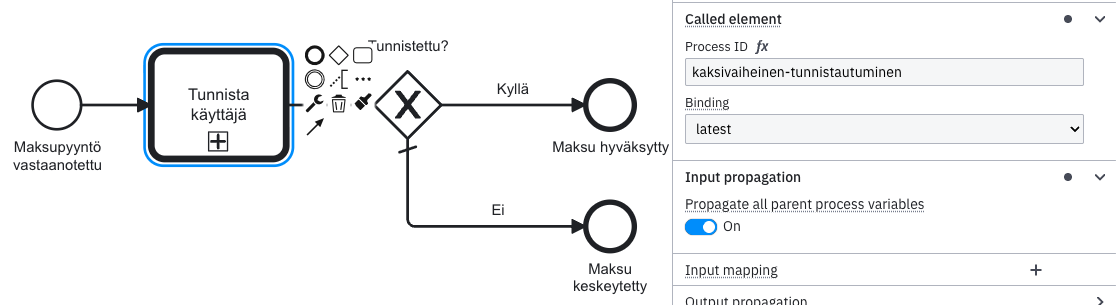 Tunnistettu?
Tunnista
käyttäjä
Kyllä
Maksupyyntö
vastaanotettu
Maksu hyväksytty
Ei
Maksu
keskeytetty
Called element
Process ID fx
kaksivaiheinen-tunnistautuminen
Binding
latest
Input propagation
Propagate all parent process variables
On
Input mapping
Output propagation